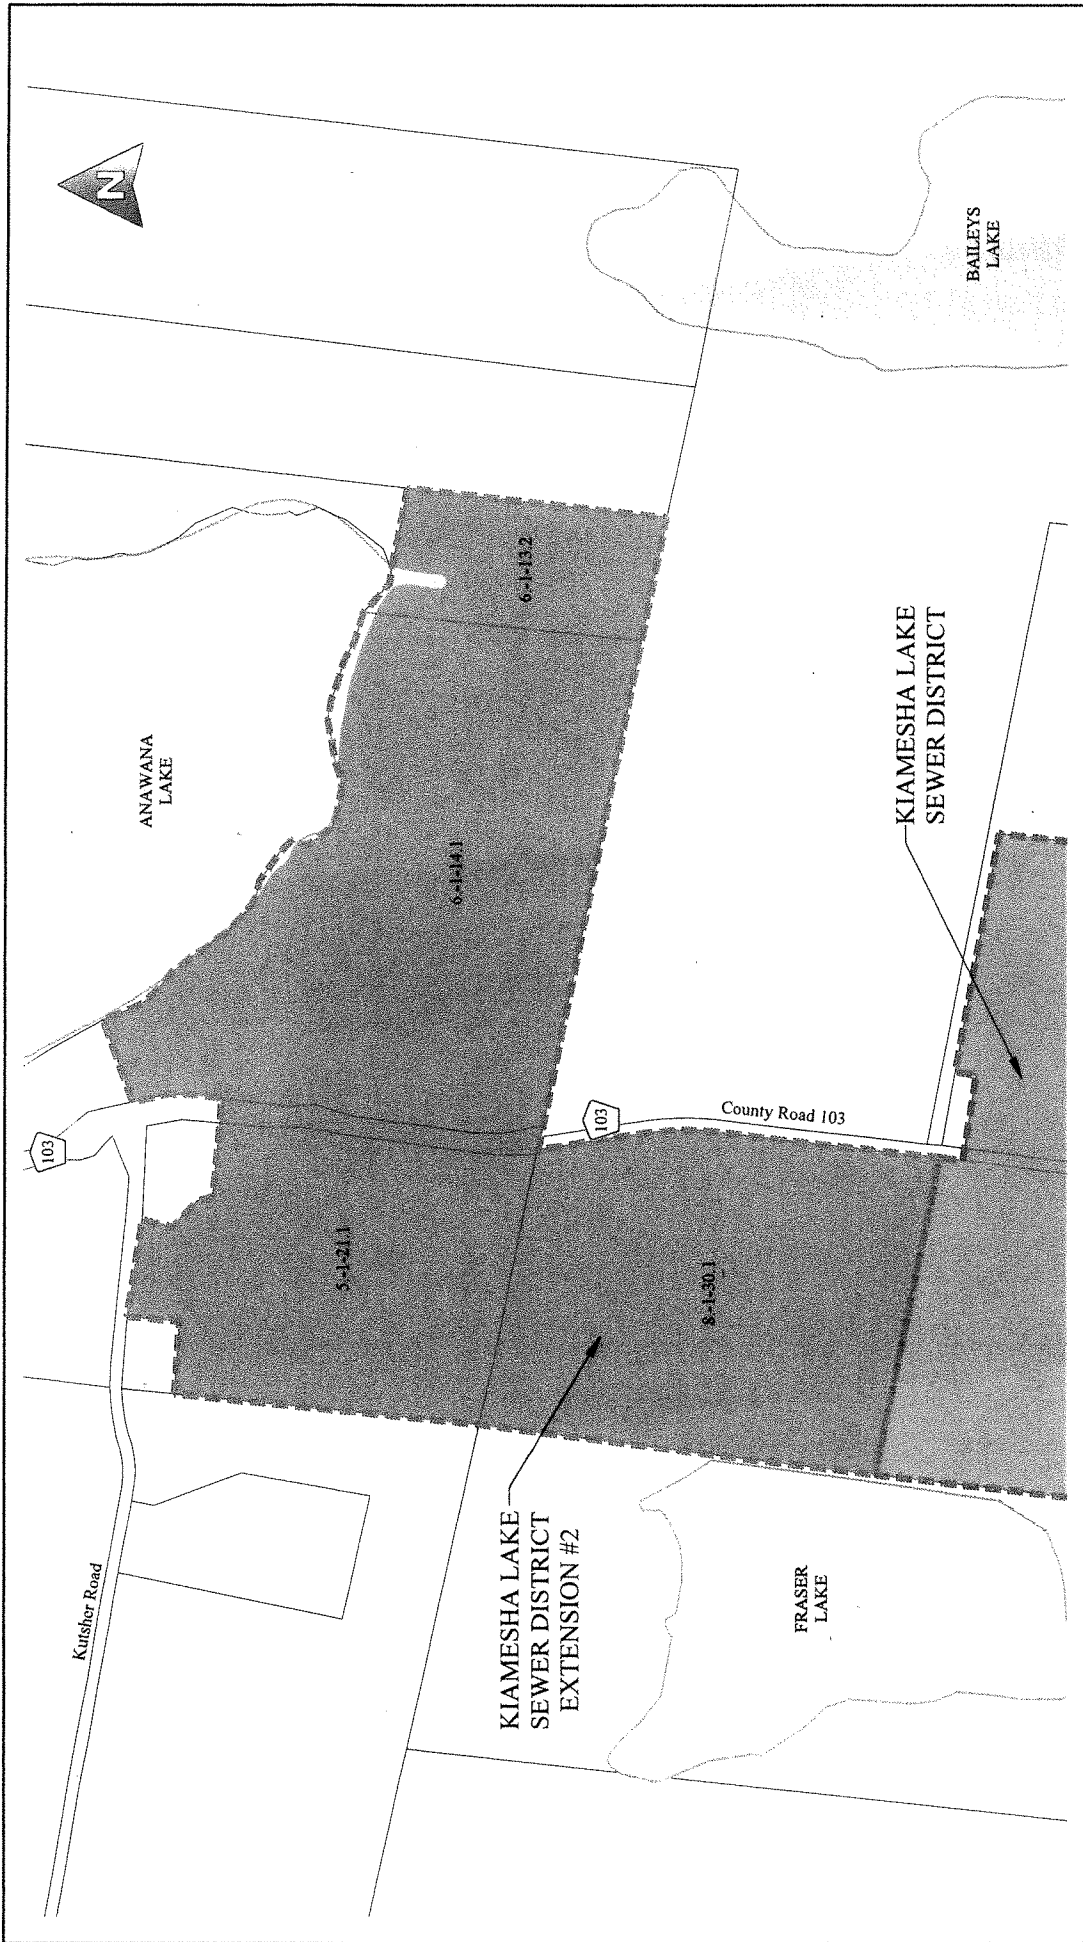 N
ANAWANA
LAKE
BAILEYS
LAKE
6.-1-13.2
6.-1-14.1
KIAMESHA LAKE
SEWER DISTRICT
103
103
County Road 103
5.-1-21.1
8.-1-30.1
Kutsher Road
KIAMESHA LAKE
SEWER DISTRICT
EXTENSION #2
FRASER
LAKE